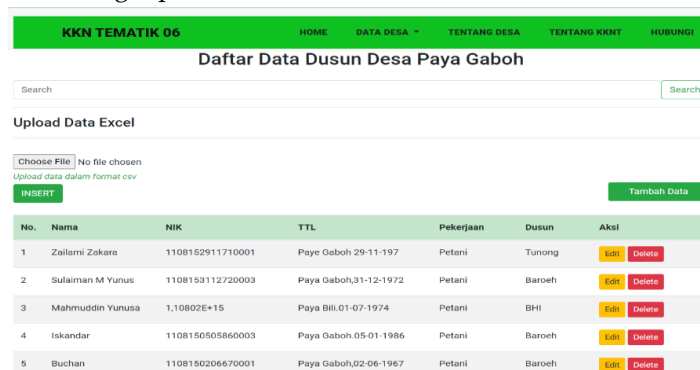 KKN TEMATIK 06 HOME DATA DESA TENTANG DESA TENTANG KKNT HUBUNGI
Daftar Data Dusun Desa Paya Gaboh
Search Search
Upload Data Excel
Choose File No file chosen
Upload data dalam format csv
INSERT Tambah Data
No. Nama NIK TTL Pekerjaan Dusun Aksi
1 Zailami Zakara 1108152911710001 Paye Gaboh 29-11-197 Petani Tunong Edit Delete
2 Sulaiman M Yunus 1108153112720003 Paya Gaboh,31-12-1972 Petani Baroeh Edit Delete
3 Mahmuddin Yunusa 1,10802E+15 Paya Bili.01-07-1974 Petani BHI Edit Delete
4 Iskandar 1108150505860003 Paya Gaboh.05-01-1986 Petani Baroeh Edit Delete
5 Buchan 1108150206670001 Paya Gaboh,02-06-1967 Petani Baroeh Edit Delete